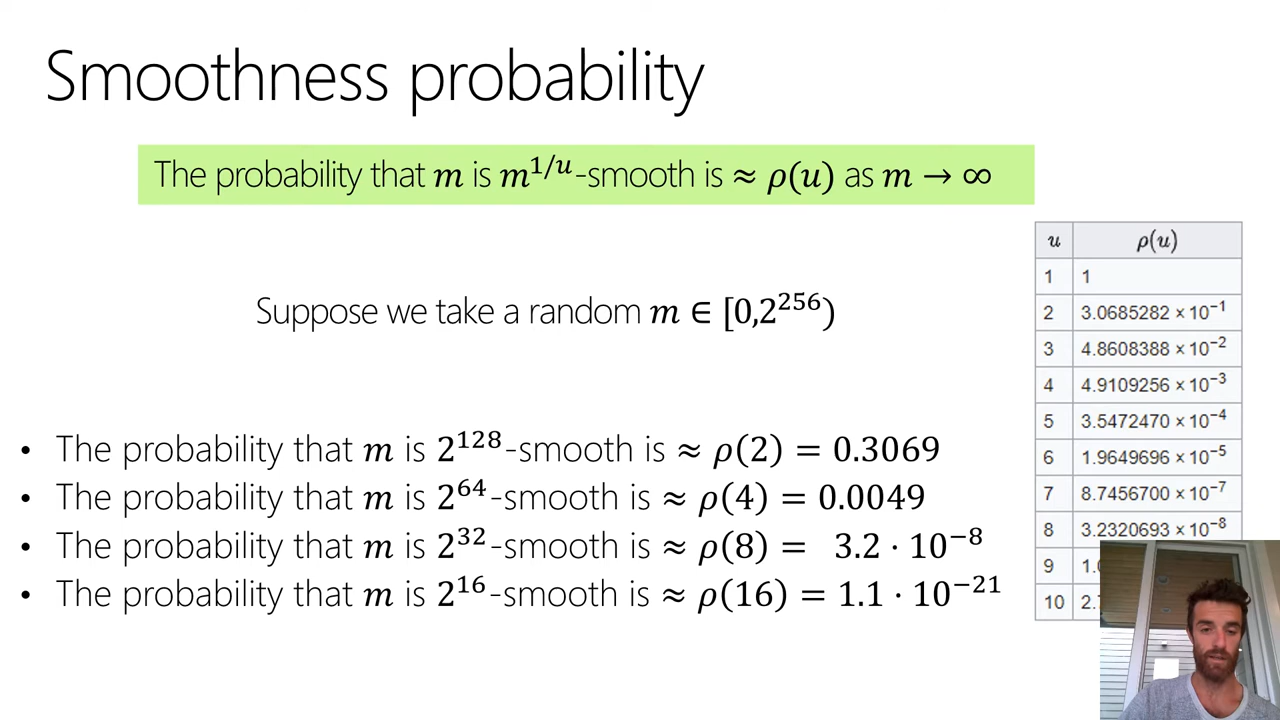 Smoothness probability
The probability that m is m^{1/u}-smooth is ≈ ρ(u) as m → ∞
Suppose we take a random m ∈ [0,2^{256})
• The probability that m is 2^{128}-smooth is ≈ ρ(2) = 0.3069
• The probability that m is 2^{64}-smooth is ≈ ρ(4) = 0.0049
• The probability that m is 2^{32}-smooth is ≈ ρ(8) = 3.2 · 10^{−8}
• The probability that m is 2^{16}-smooth is ≈ ρ(16) = 1.1 · 10^{−21}
u ρ(u)
1 1
2 3.0685282 × 10^{−1}
3 4.8608388 × 10^{−2}
4 4.9109256 × 10^{−3}
5 3.5472470 × 10^{−4}
6 1.9649696 × 10^{−5}
7 8.7456700 × 10^{−7}
8 3.2320693 × 10^{−8}
9
10